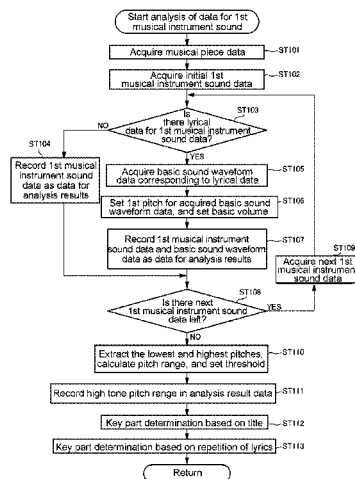 Start analysis of data for 1st
musical instrument sound
Acquire musical piece data
ST101
Acquire initial 1st
musical instrument sound data
ST102
Is
there lyrical
data for 1st musical instrument
sound data?
ST103
NO
YES
ST104
Record 1st musical
instrument sound
data as data for
analysis results
Acquire basic sound waveform
data corresponding to lyrical data
ST105
Set 1st pitch for acquired basic sound
waveform data, and set basic volume
ST106
Record 1st musical instrument
sound data and basic sound waveform
data as data for analysis results
ST107
ST109
Acquire next 1st
musical instrument
sound data
Is there next
1st musical instrument sound
data left?
ST108
YES
NO
Extract the lowest and highest pitches,
calculate pitch range, and set threshold
ST110
Record high tone pitch range in analysis result data
ST111
Key part determination based on title
ST112
Key part determination based on repetition of lyrics
ST113
Return